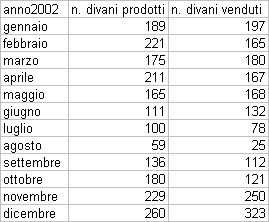 anno2002 n. divani prodotti n. divani venduti
gennaio 189 197
febbraio 221 165
marzo 175 180
aprile 211 167
maggio 165 168
giugno 111 132
luglio 100 78
agosto 59 25
settembre 136 112
ottobre 180 121
novembre 229 250
dicembre 260 323